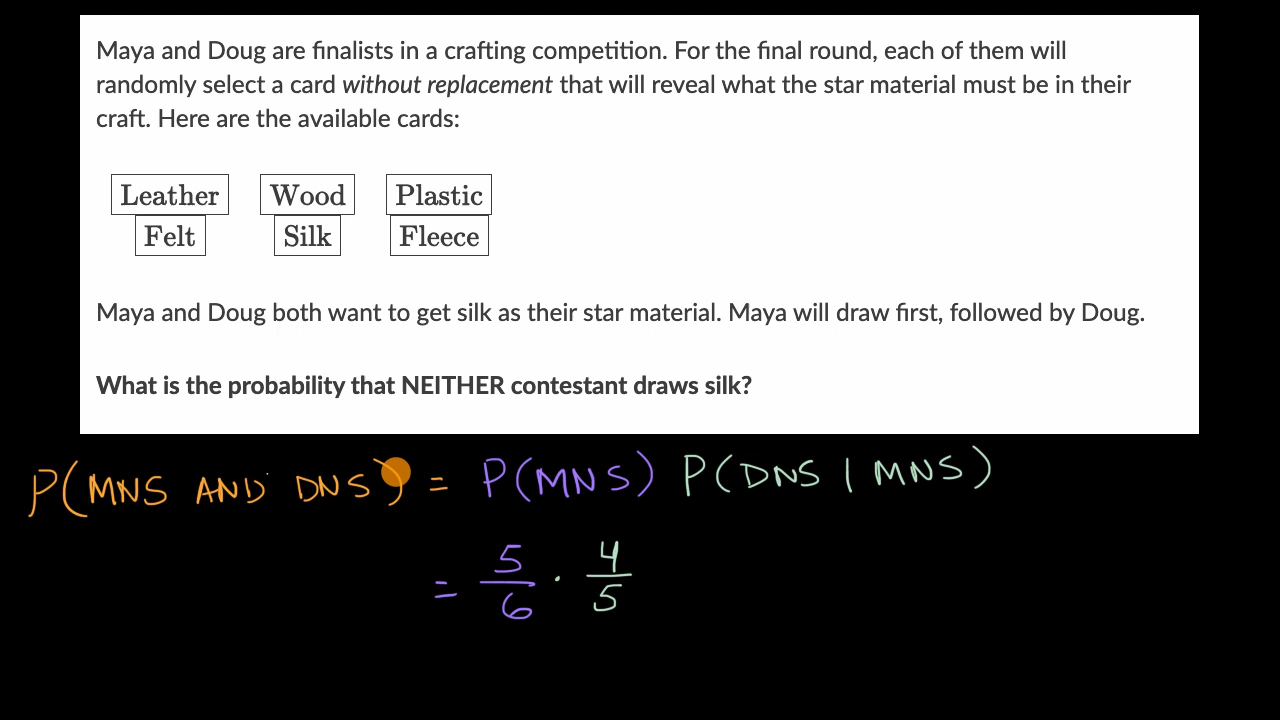 Maya and Doug are finalists in a crafting competition. For the final round, each of them will
randomly select a card without replacement that will reveal what the star material must be in their
craft. Here are the available cards:
Leather Wood Plastic
Felt Silk Fleece
Maya and Doug both want to get silk as their star material. Maya will draw first, followed by Doug.
What is the probability that NEITHER contestant draws silk?
P(MNS AND DNS) = P(MNS) P(DNS | MNS)
= 5/6 · 4/5